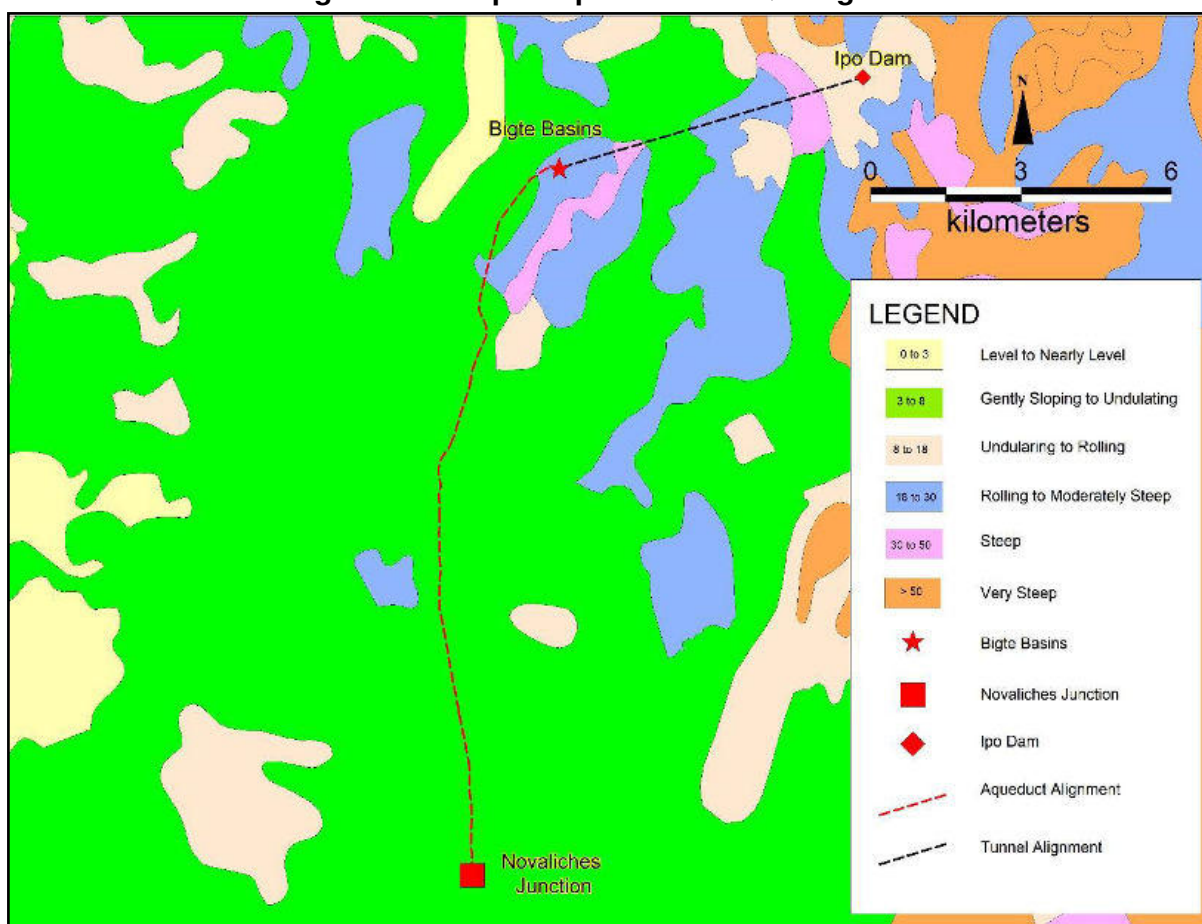 Ipo Dam
Bigte Basins
N
0 3 6
kilometers
LEGEND
0 to 3 Level to Nearly Level
3 to 8 Gently Sloping to Undulating
8 to 18 Undularing to Rolling
18 to 30 Rolling to Moderately Steep
30 to 50 Steep
> 50 Very Steep
Bigte Basins
Novaliches Junction
Ipo Dam
Aqueduct Alignment
Tunnel Alignment
Novaliches
Junction